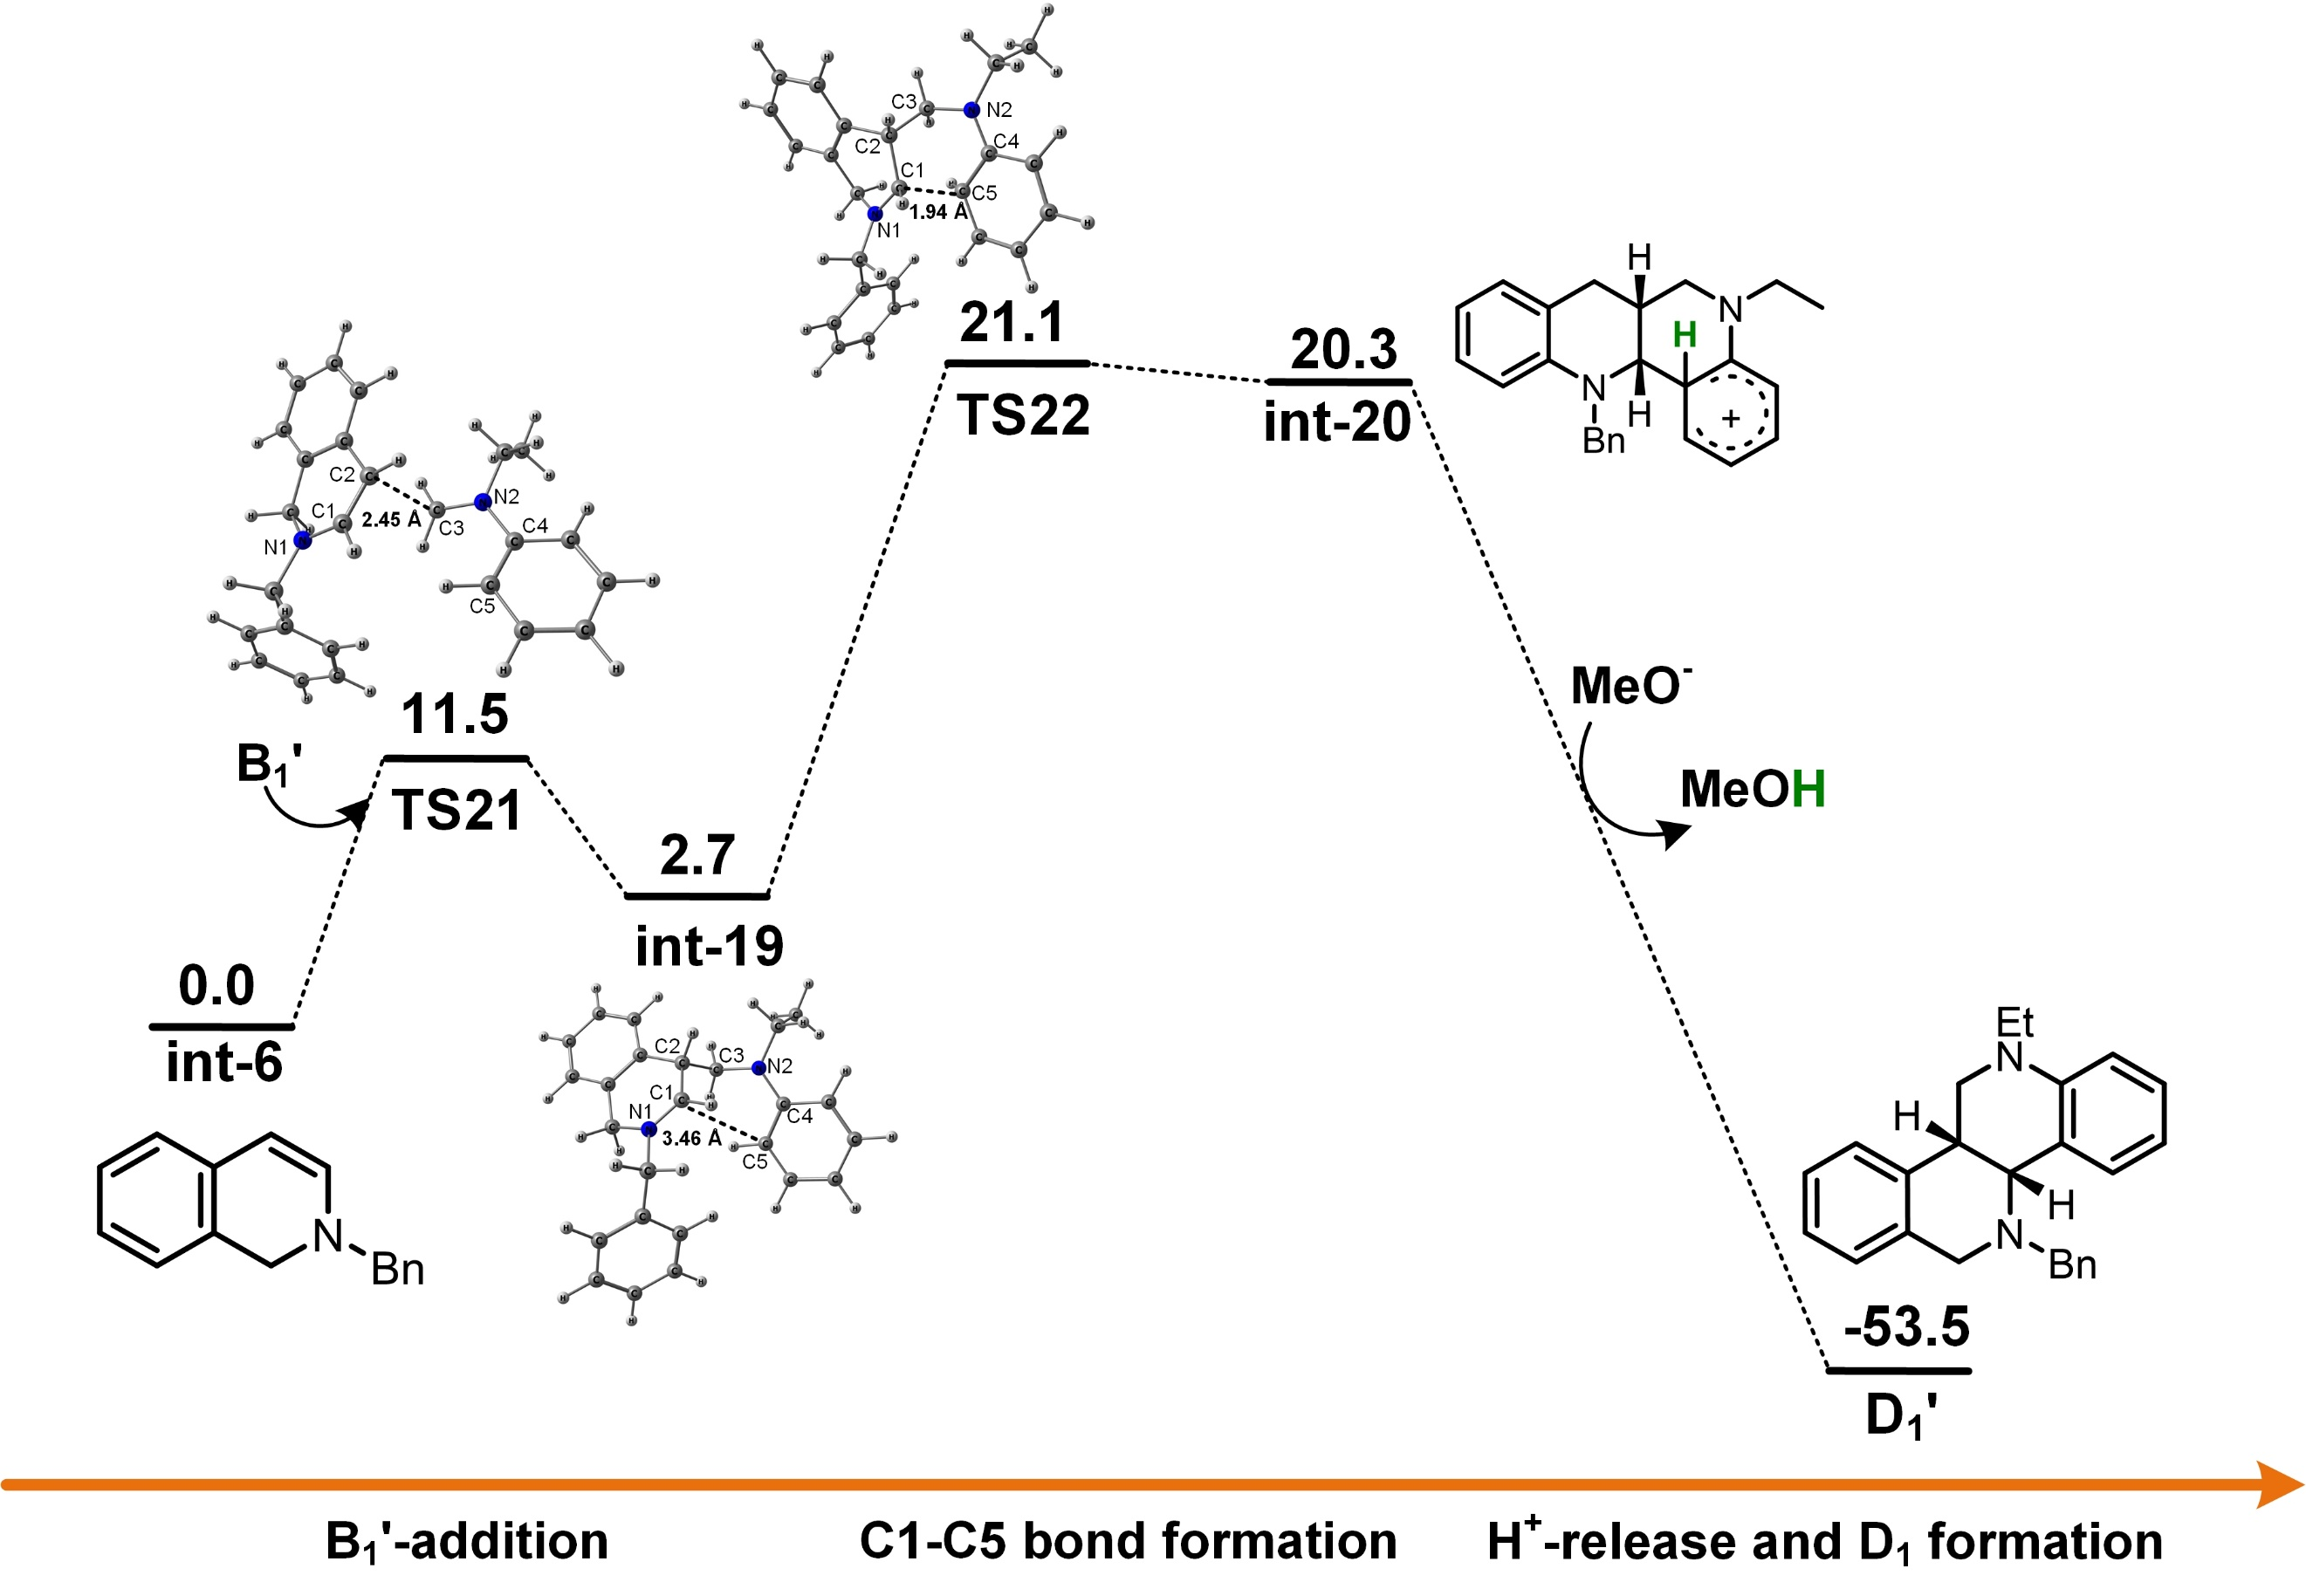 C3
N2
C4
C2
C1
C5
1.94 Å
N1
21.1
TS22
20.3
int-20
H
N
H
N
H
Bn
+
C2
C1
2.45 Å
C3
N2
C4
N1
C5
11.5
B1'
TS21
MeO-
MeOH
2.7
int-19
0.0
int-6
N
Bn
C2
C3
N2
C1
N1
3.46 Å
C4
C5
Et
N
H
H
N
Bn
-53.5
D1'
B1'-addition
C1-C5 bond formation
H+-release and D1 formation